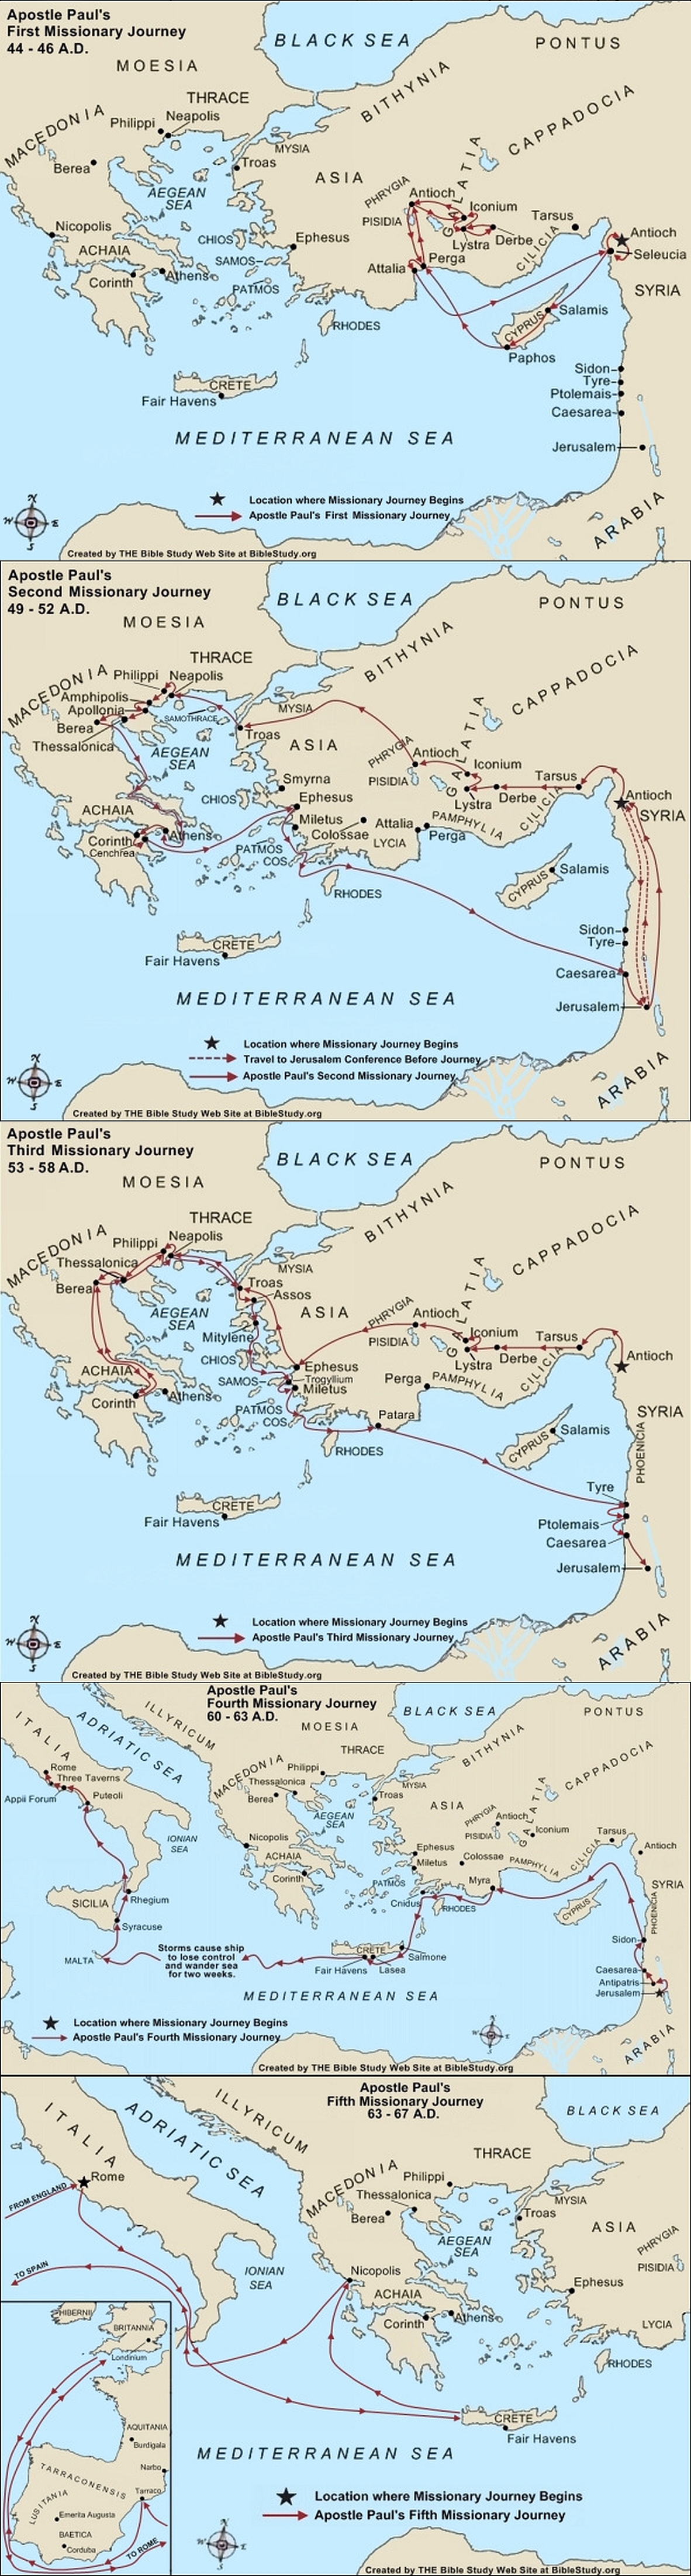 Apostle Paul's
First Missionary Journey
44 - 46 A.D.
BLACK SEA
PONTUS
MOESIA
BITHYNIA
THRACE
CAPPADOCIA
MACEDONIA
Philippi
Neapolis
MYSIA
Berea
Troas
ASIA
GALATIA
PHRYGIA
Antioch
AEGEAN
SEA
PISIDIA
Iconium
Tarsus
Nicopolis
CHIOS
Ephesus
Lystra
Derbe
CILICIA
Antioch
ACHAIA
SAMOS
Perga
Seleucia
Corinth
Athens
Attalia
PATMOS
SYRIA
RHODES
CYPRUS
Salamis
Paphos
Sidon
Tyre
CRETE
Ptolemais
Fair Havens
Caesarea
MEDITERRANEAN SEA
Jerusalem
ARABIA
N
W
E
S
Location where Missionary Journey Begins
Apostle Paul's First Missionary Journey
Created by THE Bible Study Web Site at BibleStudy.org
Apostle Paul's
Second Missionary Journey
49 - 52 A.D.
BLACK SEA
PONTUS
MOESIA
BITHYNIA
THRACE
CAPPADOCIA
MACEDONIA
Philippi
Neapolis
Amphipolis
MYSIA
Apollonia
SAMOTHRACE
Berea
Troas
Thessalonica
ASIA
GALATIA
PHRYGIA
Antioch
AEGEAN
SEA
PISIDIA
Iconium
Tarsus
Smyrna
CHIOS
Ephesus
Lystra
Derbe
CILICIA
Antioch
ACHAIA
Miletus
Attalia
PAMPHYLIA
SYRIA
Corinth
Athens
Colossae
LYCIA
Perga
Cenchrea
PATMOS
COS
RHODES
CYPRUS
Salamis
Sidon
Tyre
CRETE
Fair Havens
Caesarea
MEDITERRANEAN SEA
Jerusalem
ARABIA
N
W
E
S
Location where Missionary Journey Begins
Travel to Jerusalem Conference Before Journey
Apostle Paul's Second Missionary Journey
Created by THE Bible Study Web Site at BibleStudy.org
Apostle Paul's
Third Missionary Journey
53 - 58 A.D.
BLACK SEA
PONTUS
MOESIA
BITHYNIA
THRACE
CAPPADOCIA
MACEDONIA
Philippi
Neapolis
Thessalonica
MYSIA
Berea
Troas
Assos
ASIA
GALATIA
PHRYGIA
Antioch
AEGEAN
SEA
Mitylene
PISIDIA
Iconium
Tarsus
CHIOS
Ephesus
Lystra
Derbe
CILICIA
Antioch
ACHAIA
SAMOS
Trogyllium
Perga
PAMPHYLIA
Corinth
Athens
Miletus
PATMOS
COS
Patara
SYRIA
RHODES
CYPRUS
Salamis
PHOENICIA
Tyre
CRETE
Fair Havens
Ptolemais
Caesarea
MEDITERRANEAN SEA
Jerusalem
ARABIA
N
W
E
S
Location where Missionary Journey Begins
Apostle Paul's Third Missionary Journey
Created by THE Bible Study Web Site at BibleStudy.org
Apostle Paul's
Fourth Missionary Journey
60 - 63 A.D.
ITALIA
ADRIATIC SEA
ILLYRICUM
MOESIA
BLACK SEA
PONTUS
THRACE
BITHYNIA
CAPPADOCIA
MACEDONIA
Philippi
Rome
Three Taverns
Thessalonica
MYSIA
Appii Forum
Puteoli
Berea
Troas
ASIA
GALATIA
AEGEAN
SEA
PHRYGIA
Antioch
PISIDIA
Iconium
Tarsus
IONIAN
SEA
Nicopolis
Ephesus
CILICIA
Antioch
ACHAIA
Miletus
Colossae
PAMPHYLIA
Corinth
PATMOS
Myra
SYRIA
SICILIA
Rhegium
Cnidus
RHODES
CYPRUS
PHOENICIA
Syracuse
Sidon
MALTA
Storms cause ship
to lose control
and wander sea
for two weeks.
CRETE
Salmone
Fair Havens
Lasea
Caesarea
Antipatris
Jerusalem
MEDITERRANEAN SEA
ARABIA
N
W
E
S
Location where Missionary Journey Begins
Apostle Paul's Fourth Missionary Journey
Created by THE Bible Study Web Site at BibleStudy.org
Apostle Paul's
Fifth Missionary Journey
63 - 67 A.D.
ITALIA
ADRIATIC SEA
ILLYRICUM
BLACK SEA
THRACE
MACEDONIA
Rome
Philippi
FROM ENGLAND
Thessalonica
MYSIA
Berea
Troas
ASIA
AEGEAN
SEA
PHRYGIA
PISIDIA
TO SPAIN
IONIAN
SEA
Nicopolis
Ephesus
ACHAIA
Corinth
Athens
LYCIA
RHODES
HIBERNI
BRITANNIA
Londinium
AQUITANIA
Burdigala
Narbo
TARRACONENSIS
Tarraco
LUSITANIA
Emerita Augusta
BAETICA
Corduba
TO ROME
CRETE
Fair Havens
MEDITERRANEAN SEA
N
W
E
S
Location where Missionary Journey Begins
Apostle Paul's Fifth Missionary Journey
Created by THE Bible Study Web Site at BibleStudy.org